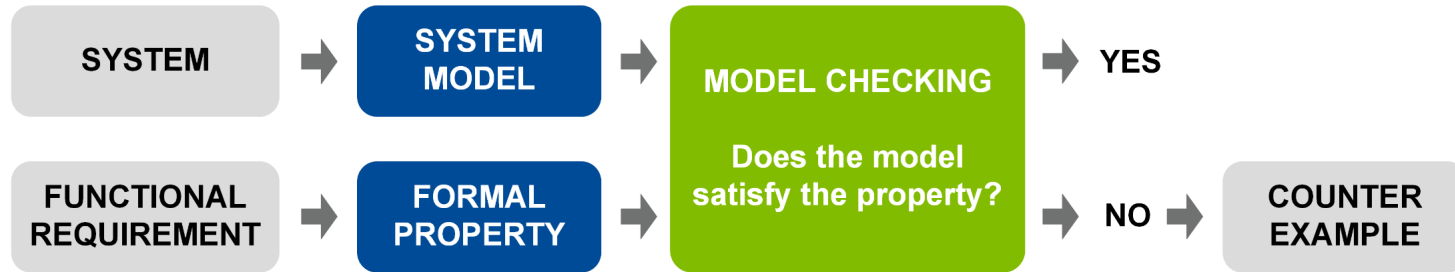 SYSTEM
SYSTEM
MODEL
MODEL CHECKING
Does the model
satisfy the property?
YES
FUNCTIONAL
REQUIREMENT
FORMAL
PROPERTY
NO
COUNTER
EXAMPLE